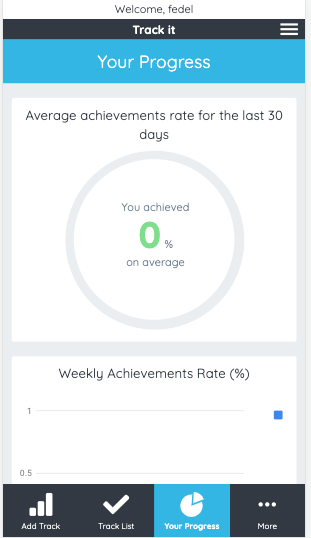 Welcome, fedel
Track it
Your Progress
Average achievements rate for the last 30
days
You achieved
0 %
on average
Weekly Achievements Rate (%)
1
0.5
Add Track
Track List
Your Progress
More